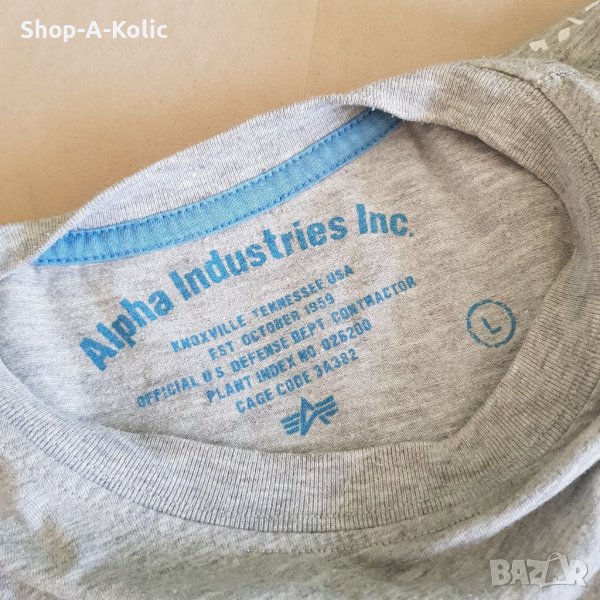 Shop-A-Kolic
Alpha Industries Inc.
KNOXVILLE, TENNESSEE USA
EST. OCTOBER 1959
OFFICIAL U.S. DEFENSE DEPT. CONTRACTOR
PLANT INDEX NO. 026200
CAGE CODE 3A382
L
BAZAR